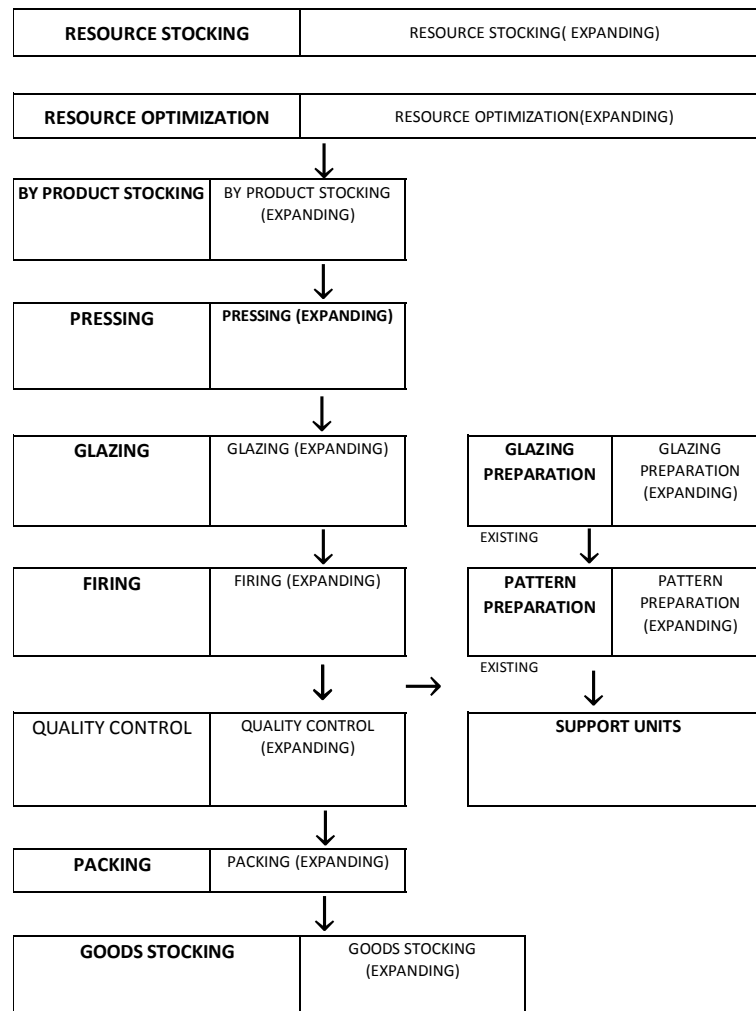 RESOURCE STOCKING
RESOURCE STOCKING( EXPANDING)
RESOURCE OPTIMIZATION
RESOURCE OPTIMIZATION(EXPANDING)
BY PRODUCT STOCKING
BY PRODUCT STOCKING
(EXPANDING)
PRESSING
PRESSING (EXPANDING)
GLAZING
GLAZING (EXPANDING)
GLAZING
PREPARATION
GLAZING
PREPARATION
(EXPANDING)
EXISTING
FIRING
FIRING (EXPANDING)
PATTERN
PREPARATION
PATTERN
PREPARATION
(EXPANDING)
EXISTING
QUALITY CONTROL
QUALITY CONTROL
(EXPANDING)
SUPPORT UNITS
PACKING
PACKING (EXPANDING)
GOODS STOCKING
GOODS STOCKING
(EXPANDING)